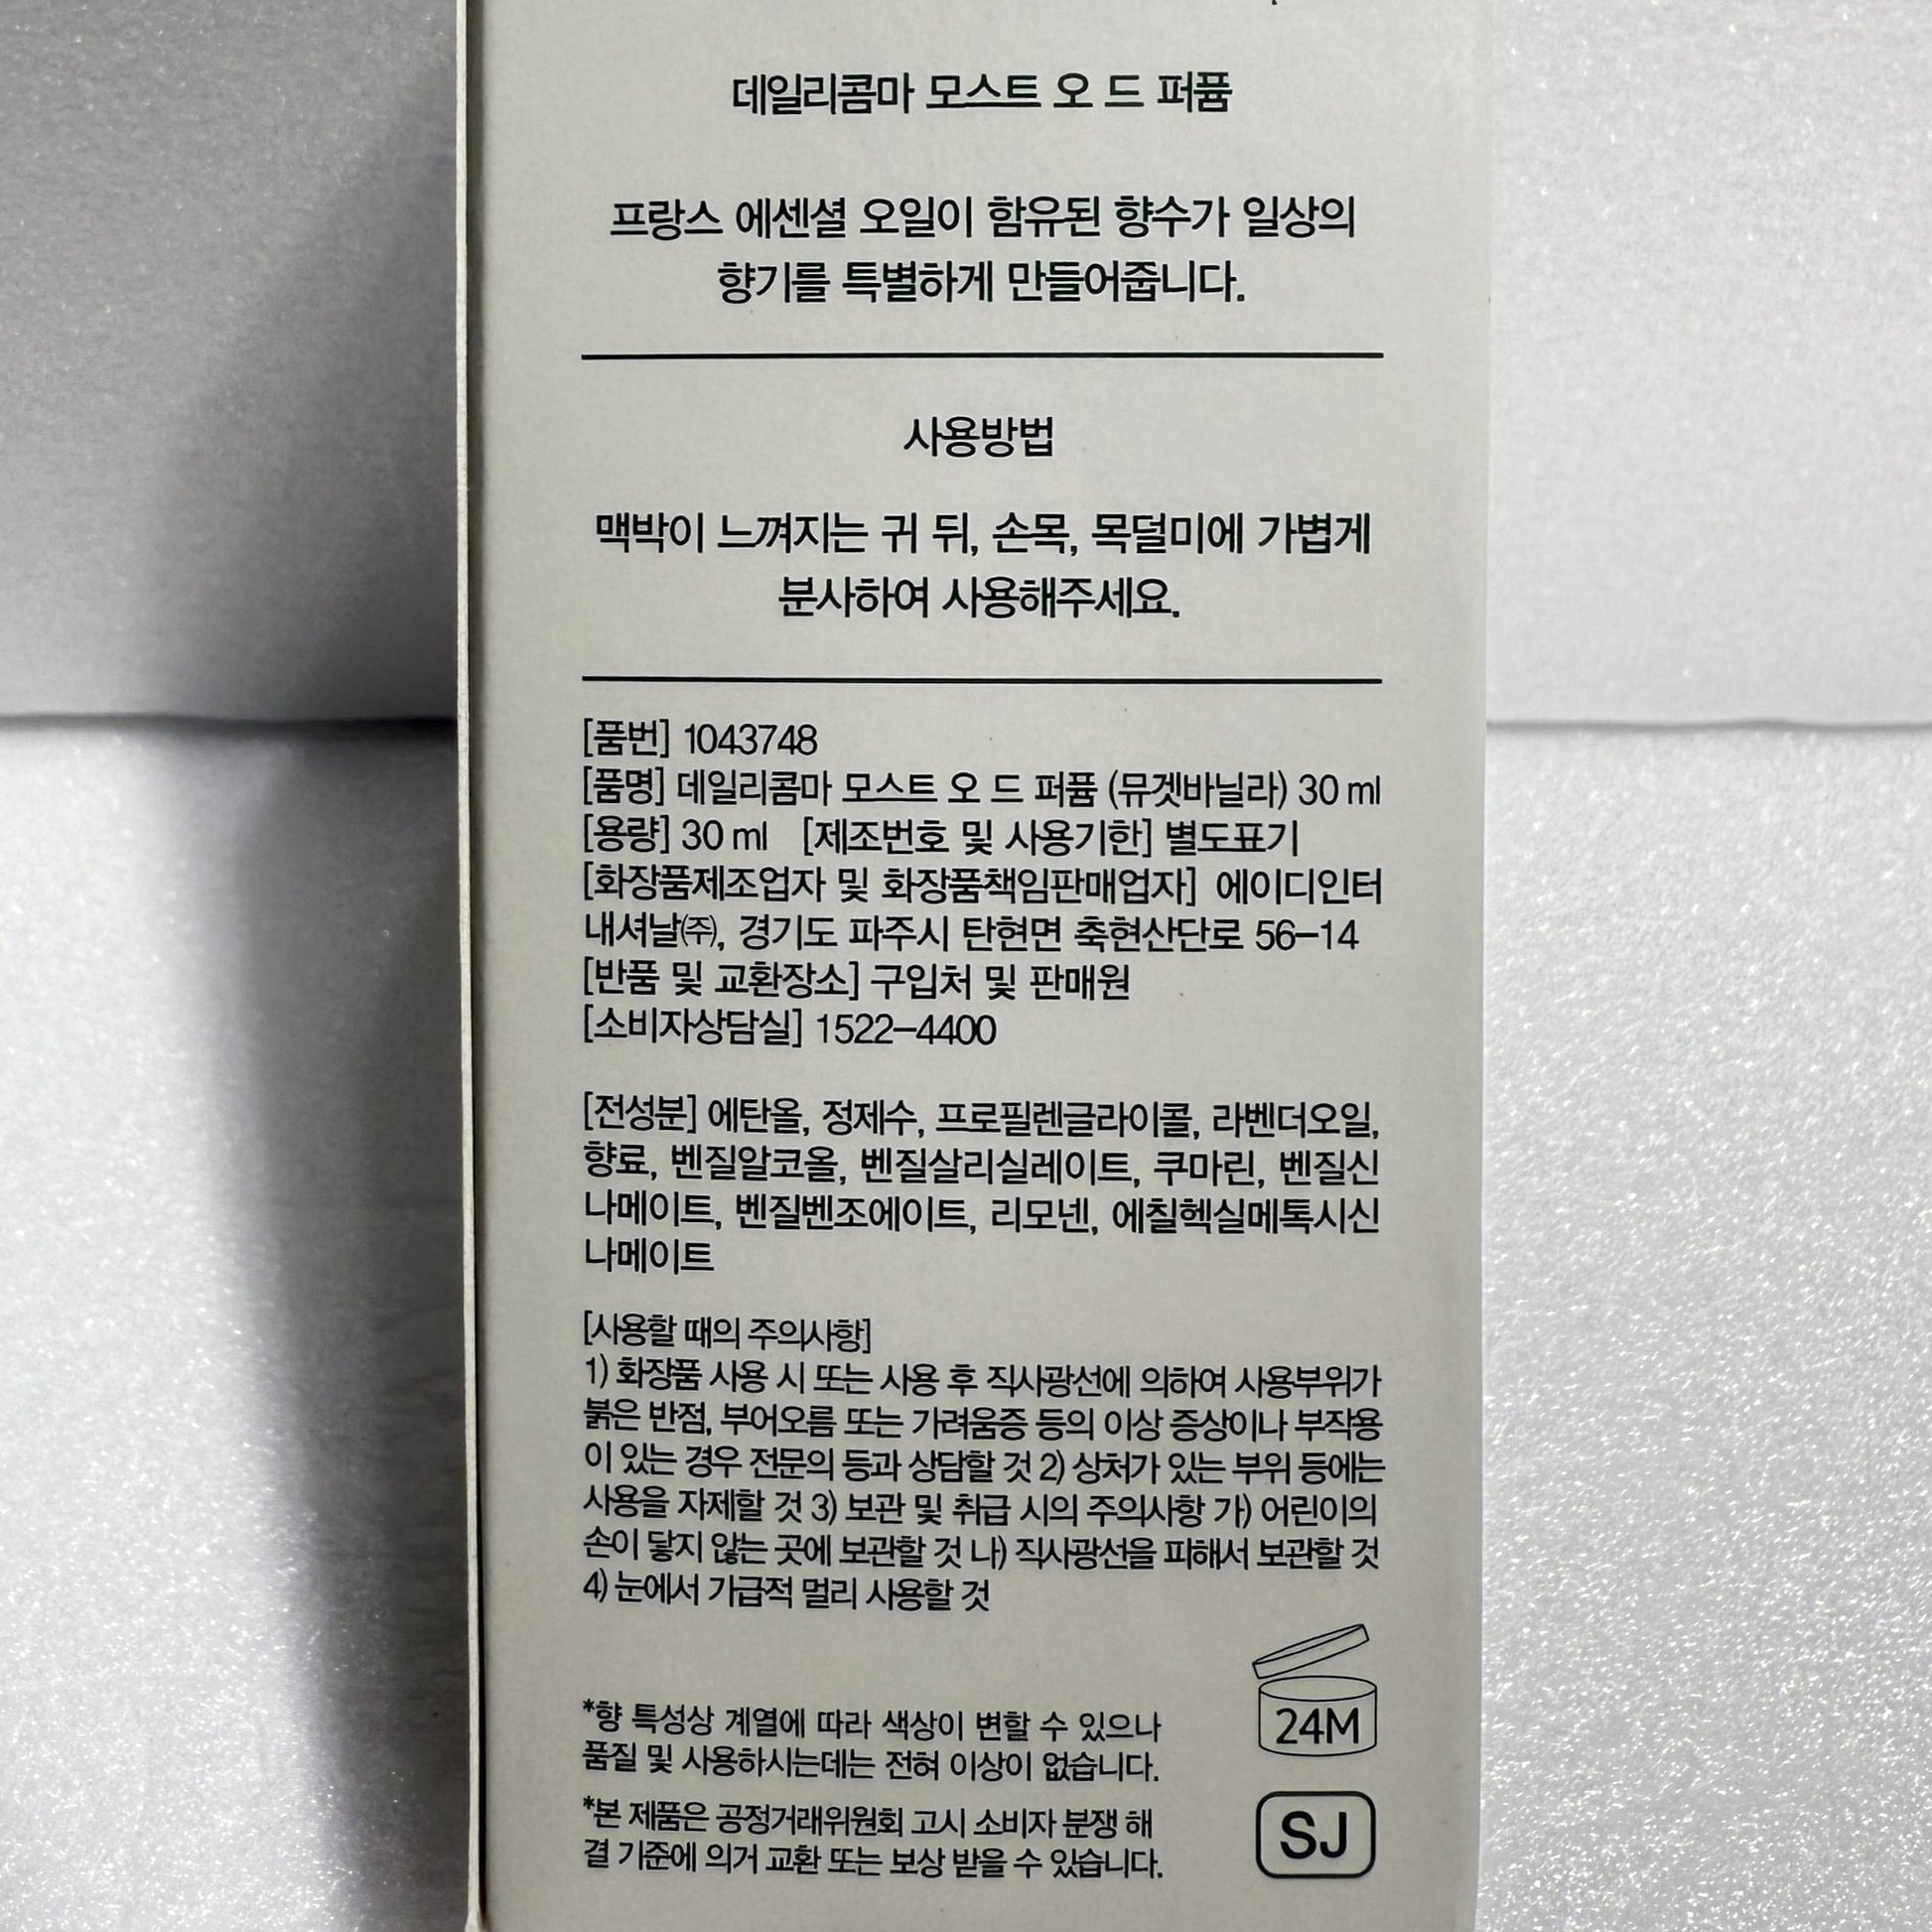 데일리콤마 모스트 오 드 퍼퓸
프랑스 에센셜 오일이 함유된 향수가 일상의
향기를 특별하게 만들어줍니다.
사용방법
맥박이 느껴지는 귀 뒤, 손목, 목덜미에 가볍게
분사하여 사용해주세요.
[품번] 1043748
[품명] 데일리콤마 모스트 오 드 퍼퓸 (뮤겟바닐라) 30 ml
[용량] 30 ml [제조번호 및 사용기한] 별도표기
[화장품제조업자 및 화장품책임판매업자] 에이디인터
내셔날㈜, 경기도 파주시 탄현면 축현산단로 56-14
[반품 및 교환장소] 구입처 및 판매원
[소비자상담실] 1522-4400
[전성분] 에탄올, 정제수, 프로필렌글라이콜, 라벤더오일,
향료, 벤질알코올, 벤질살리실레이트, 쿠마린, 벤질신
나메이트, 벤질벤조에이트, 리모넨, 에칠헥실메톡시신
나메이트
[사용할 때의 주의사항]
1) 화장품 사용 시 또는 사용 후 직사광선에 의하여 사용부위가
붉은 반점, 부어오름 또는 가려움증 등의 이상 증상이나 부작용
이 있는 경우 전문의 등과 상담할 것 2) 상처가 있는 부위 등에는
사용을 자제할 것 3) 보관 및 취급 시의 주의사항 가) 어린이의
손이 닿지 않는 곳에 보관할 것 나) 직사광선을 피해서 보관할 것
4) 눈에서 가급적 멀리 사용할 것
*향 특성상 계열에 따라 색상이 변할 수 있으나
품질 및 사용하시는데는 전혀 이상이 없습니다.
24M
*본 제품은 공정거래위원회 고시 소비자 분쟁 해
결 기준에 의거 교환 또는 보상 받을 수 있습니다.
SJ